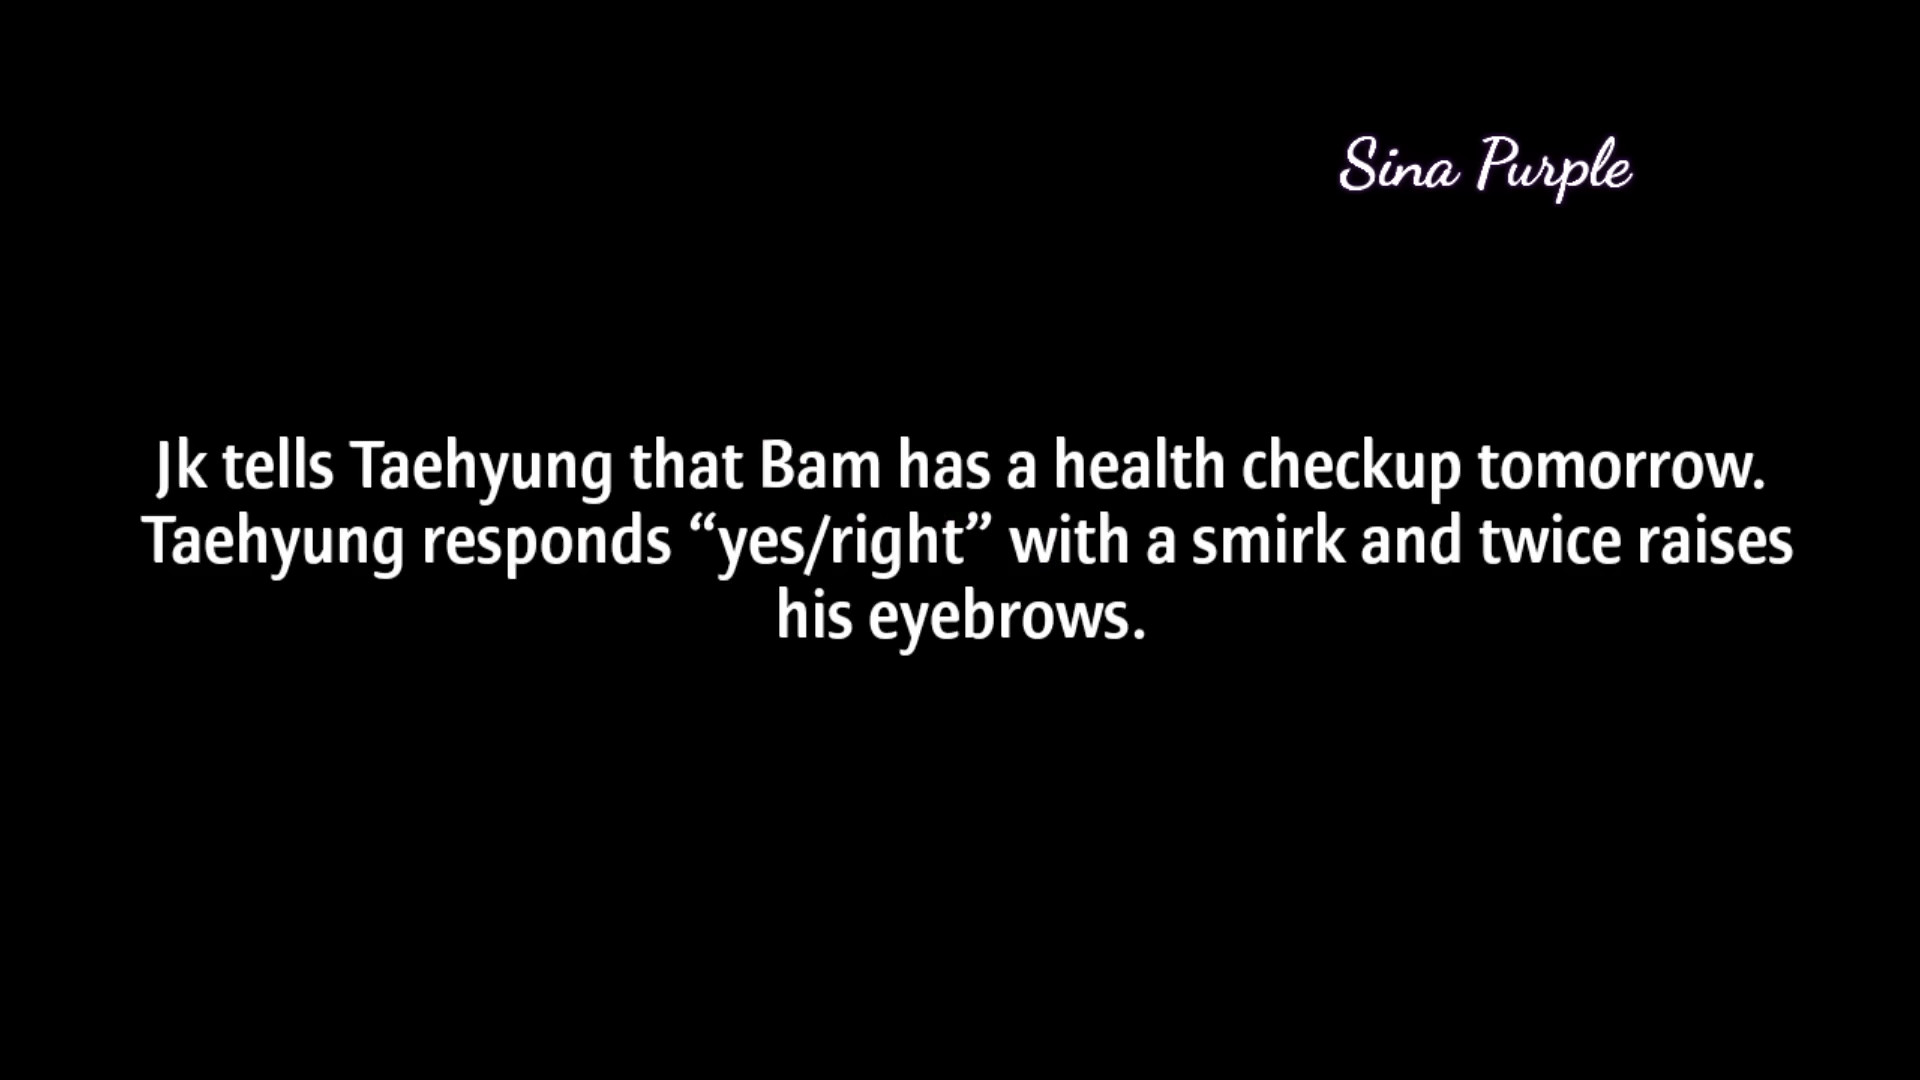 Sina Purple
Jk tells Taehyung that Bam has a health checkup tomorrow.
Taehyung responds “yes/right” with a smirk and twice raises
his eyebrows.